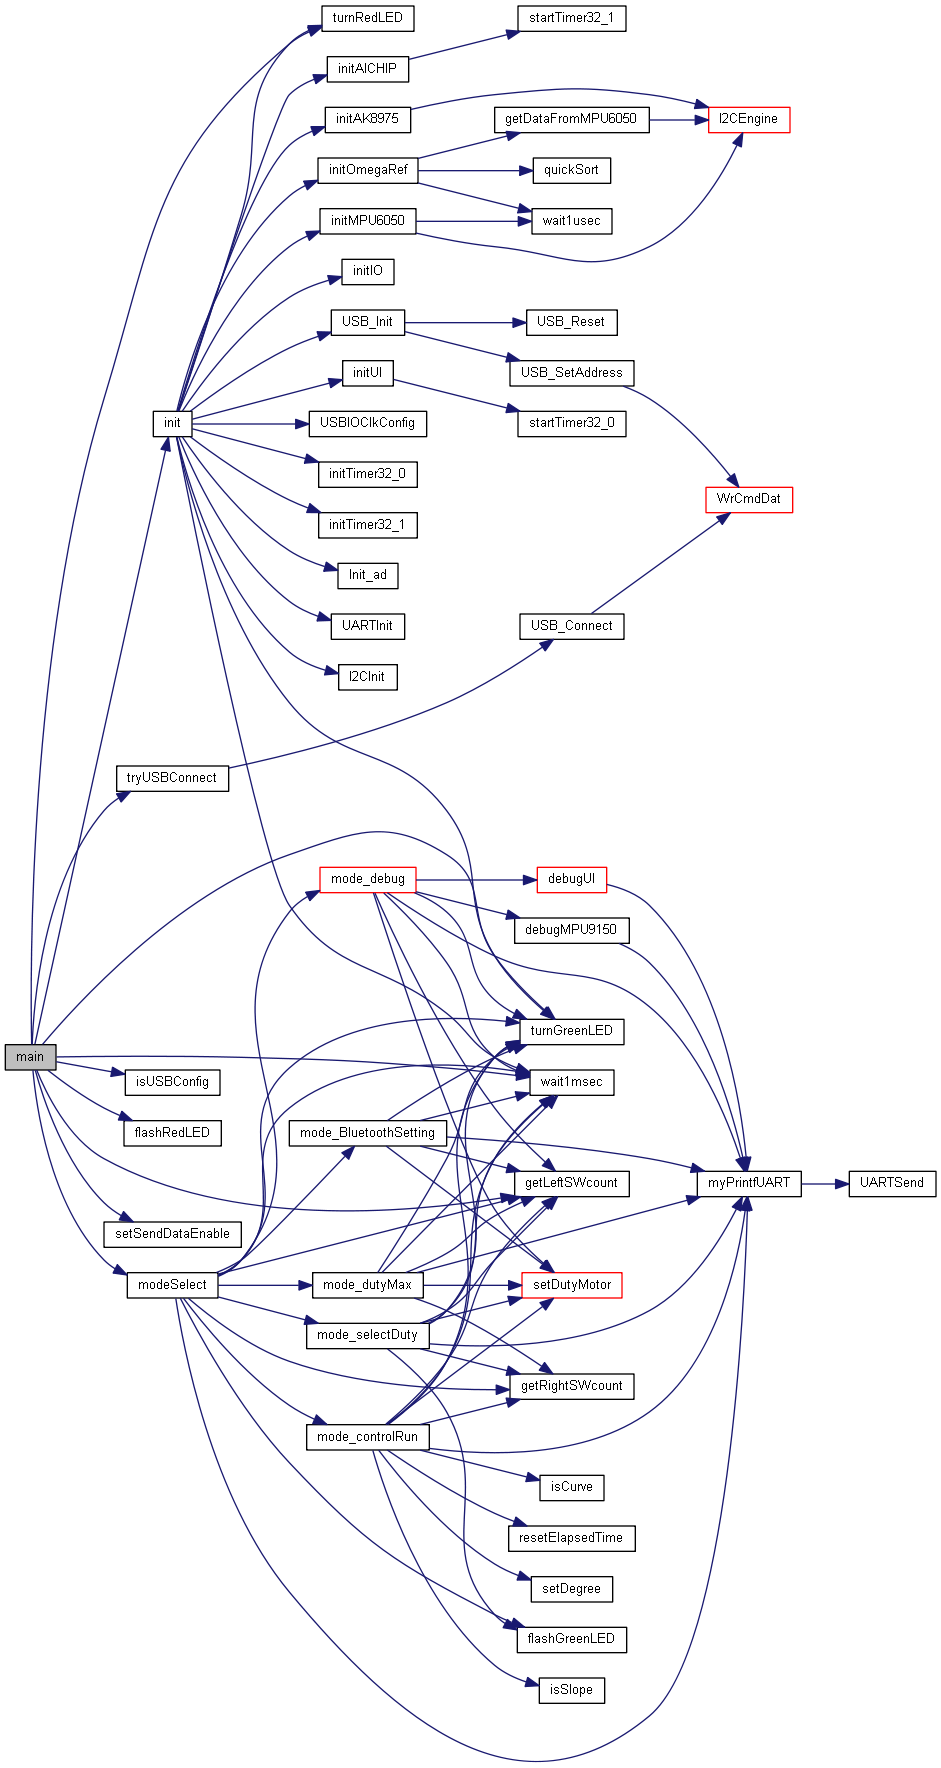 turnRedLED
startTimer32_1
initAICHIP
initAK8975
getDataFromMPU6050
I2CEngine
initOmegaRef
quickSort
initMPU6050
wait1usec
initIO
USB_Init
USB_Reset
initUI
USB_SetAddress
init
USBIOClkConfig
startTimer32_0
initTimer32_0
WrCmdDat
initTimer32_1
Init_ad
UARTInit
USB_Connect
I2CInit
tryUSBConnect
mode_debug
debugUI
debugMPU9150
turnGreenLED
main
isUSBConfig
wait1msec
flashRedLED
mode_BluetoothSetting
getLeftSWcount
myPrintfUART
UARTSend
setSendDataEnable
modeSelect
mode_dutyMax
setDutyMotor
mode_selectDuty
getRightSWcount
mode_controlRun
isCurve
resetElapsedTime
setDegree
flashGreenLED
isSlope